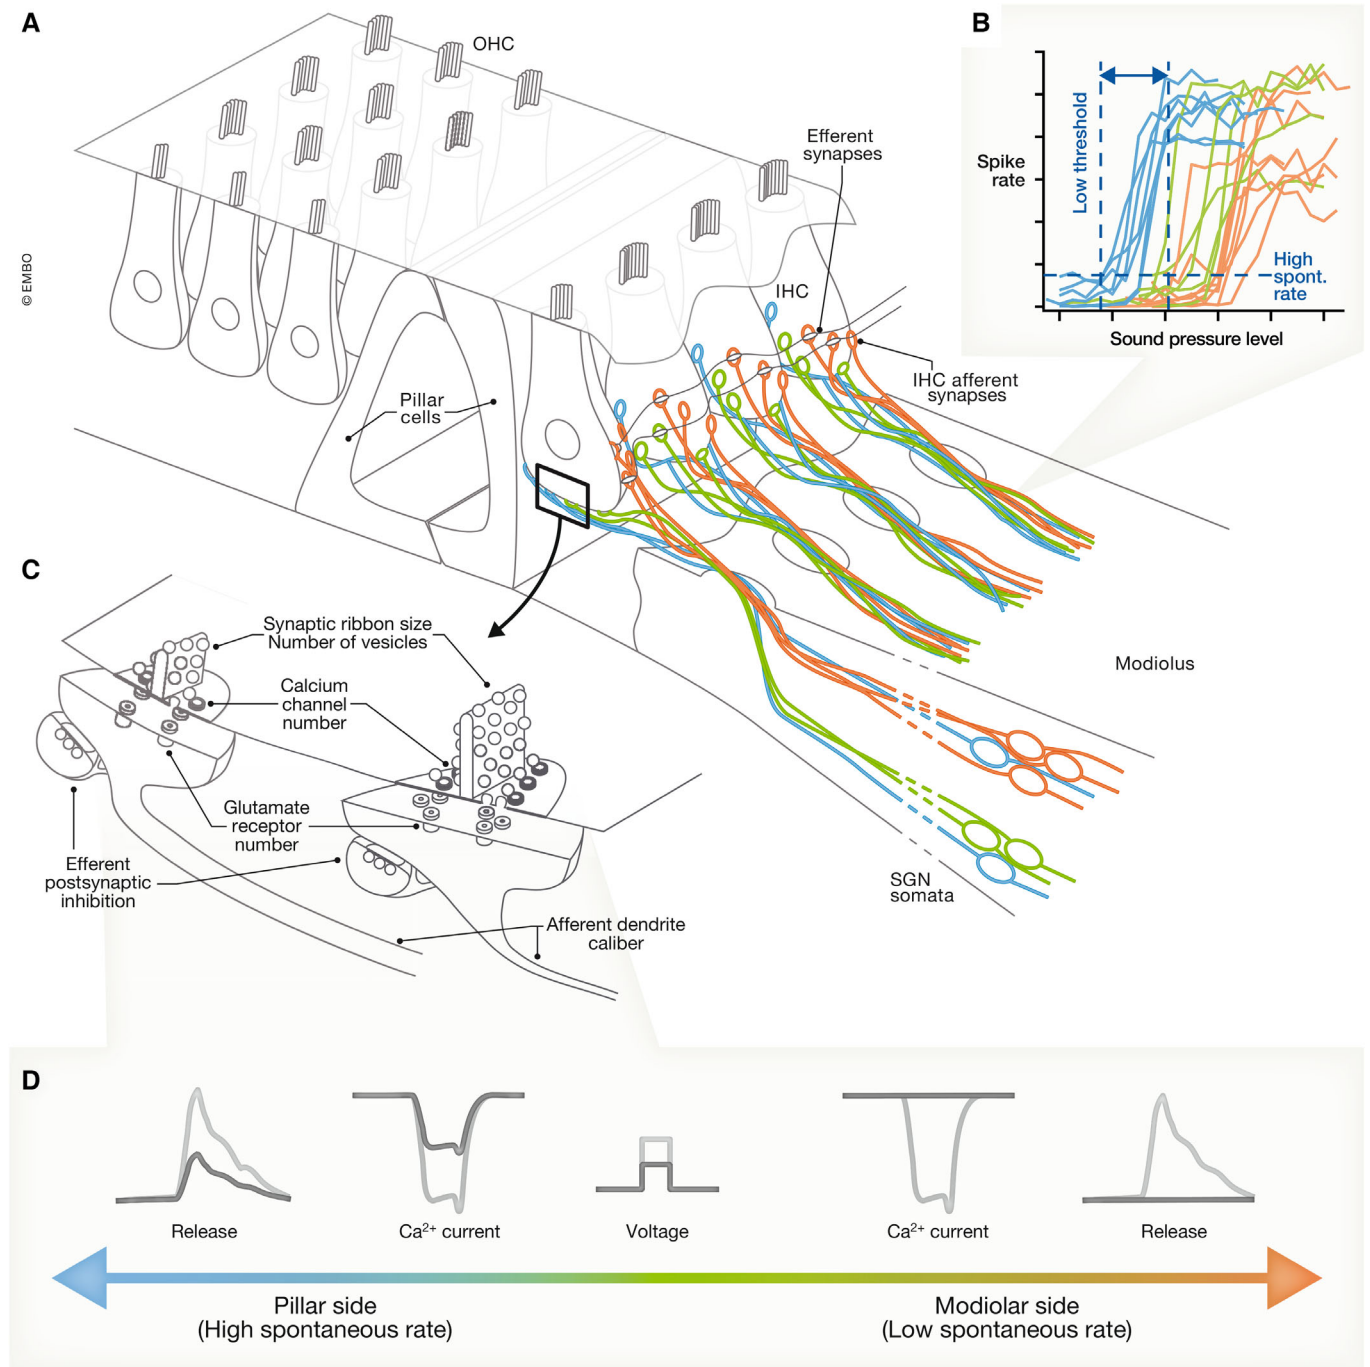 A
OHC
Efferent
synapses
IHC
IHC afferent
synapses
Pillar
cells
© EMBO
Modiolus
SGN
somata
B
Spike
rate
Low threshold
High
spont.
rate
Sound pressure level
C
Synaptic ribbon size
Number of vesicles
Calcium
channel
number
Glutamate
receptor
number
Efferent
postsynaptic
inhibition
Afferent dendrite
caliber
D
Release
Ca²⁺ current
Voltage
Ca²⁺ current
Release
Pillar side
(High spontaneous rate)
Modiolar side
(Low spontaneous rate)